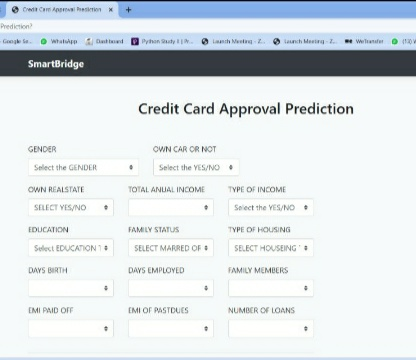 Credit Card Approval Prediction
Prediction?
Google Se... WhatsApp Dashboard Python Study II | Pr... Launch Meeting - Z... Launch Meeting - Z... WeTransfer
SmartBridge
Credit Card Approval Prediction
GENDER OWN CAR OR NOT
Select the GENDER Select the YES/NO
OWN REALSTATE TOTAL ANUAL INCOME TYPE OF INCOME
SELECT YES/NO Select the YES/NO
EDUCATION FAMILY STATUS TYPE OF HOUSING
Select EDUCATION T SELECT MARRED OF SELECT HOUSEING
DAYS BIRTH DAYS EMPLOYED FAMILY MEMBERS
EMI PAID OFF EMI OF PASTDUES NUMBER OF LOANS